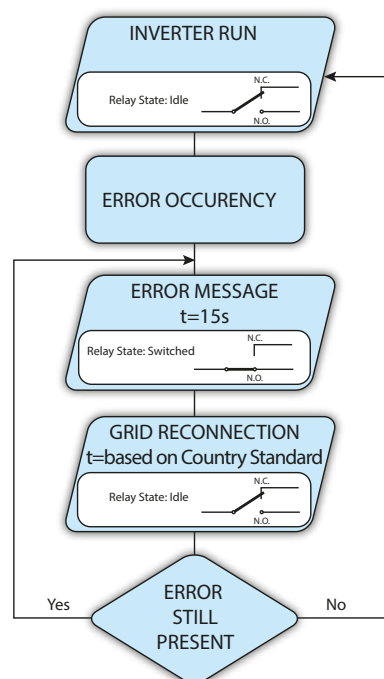 INVERTER RUN
N.C.
Relay State: Idle
N.O.
ERROR OCCURENCY
ERROR MESSAGE
t=15s
N.C.
Relay State: Switched
N.O.
GRID RECONNECTION
t=based on Country Standard
N.C.
Relay State: Idle
N.O.
Yes
ERROR
STILL
PRESENT
No